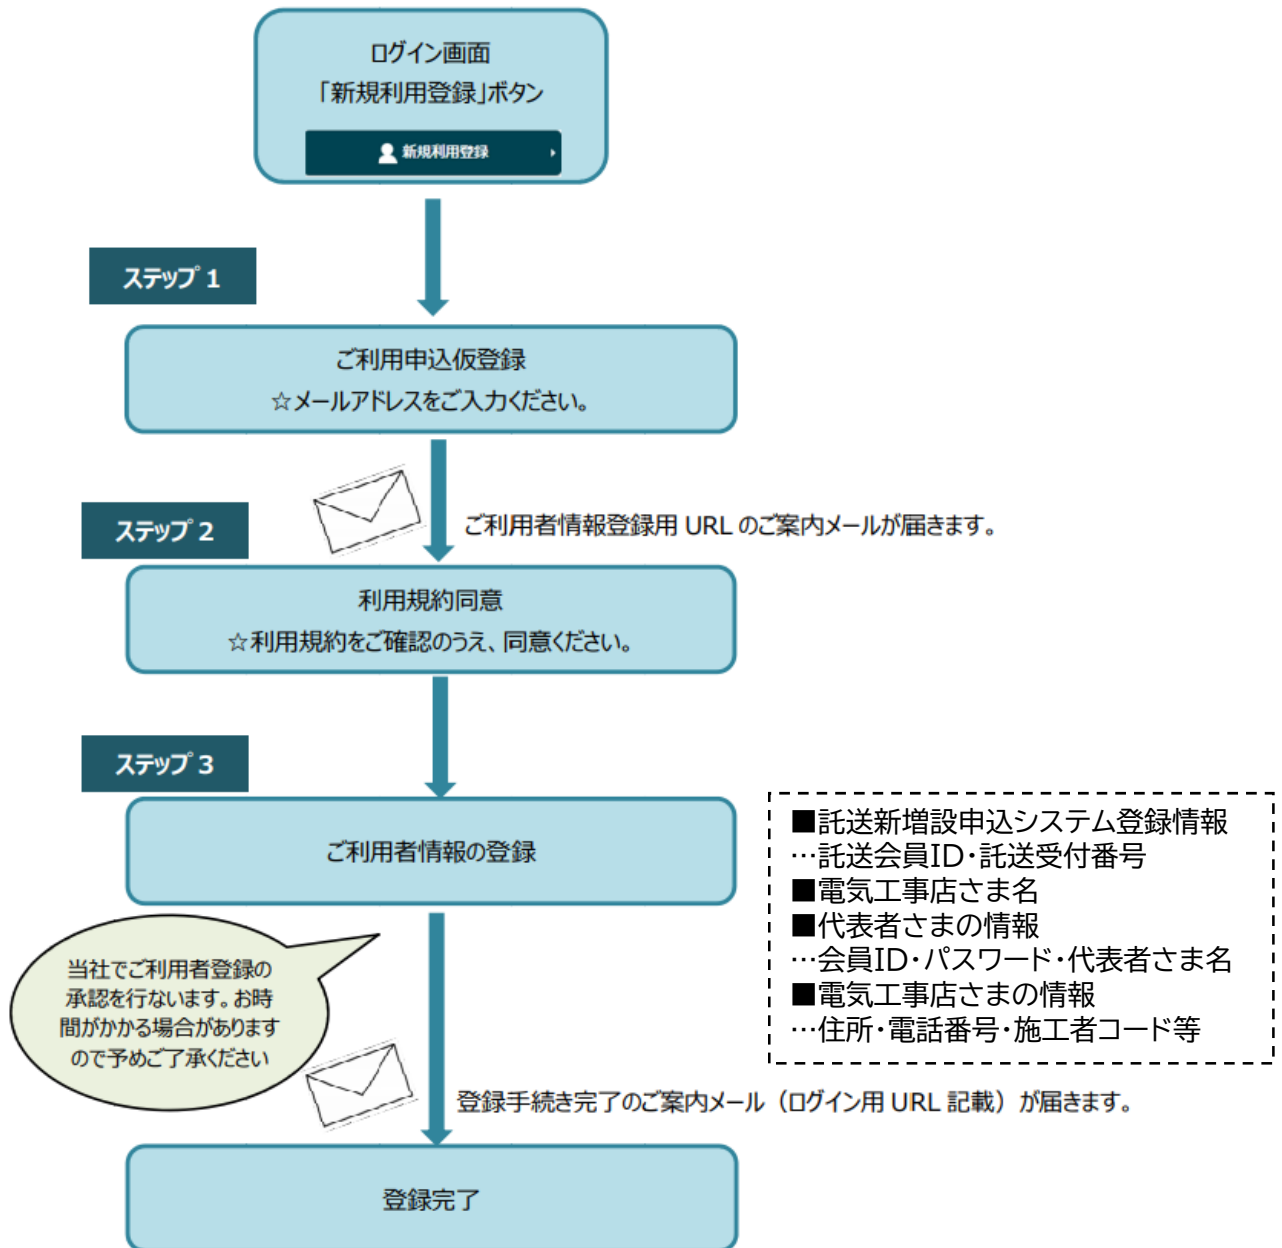 ログイン画面
「新規利用登録」ボタン
新規利用登録
ステップ 1
ご利用申込仮登録
☆メールアドレスをご入力ください。
ステップ 2
ご利用者情報登録用 URL のご案内メールが届きます。
利用規約同意
☆利用規約をご確認のうえ、同意ください。
ステップ 3
ご利用者情報の登録
■託送新増設申込システム登録情報
…託送会員ID・託送受付番号
■電気工事店さま名
■代表者さまの情報
…会員ID・パスワード・代表者さま名
■電気工事店さまの情報
…住所・電話番号・施工者コード等
当社でご利用者登録の
承認を行ないます。お時
間がかかる場合があります
ので予めご了承ください
登録手続き完了のご案内メール（ログイン用 URL 記載）が届きます。
登録完了